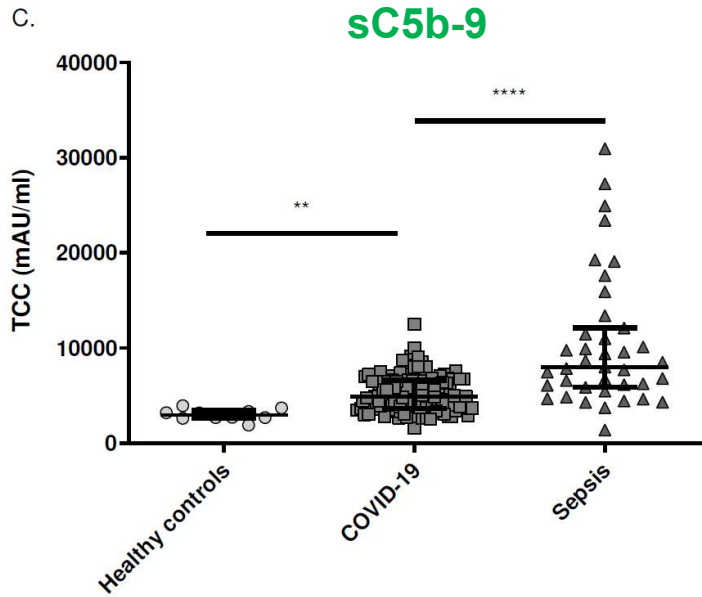 C.
sC5b-9
40000
30000
20000
10000
0
TCC (mAU/ml)
**
****
Healthy controls
COVID-19
Sepsis